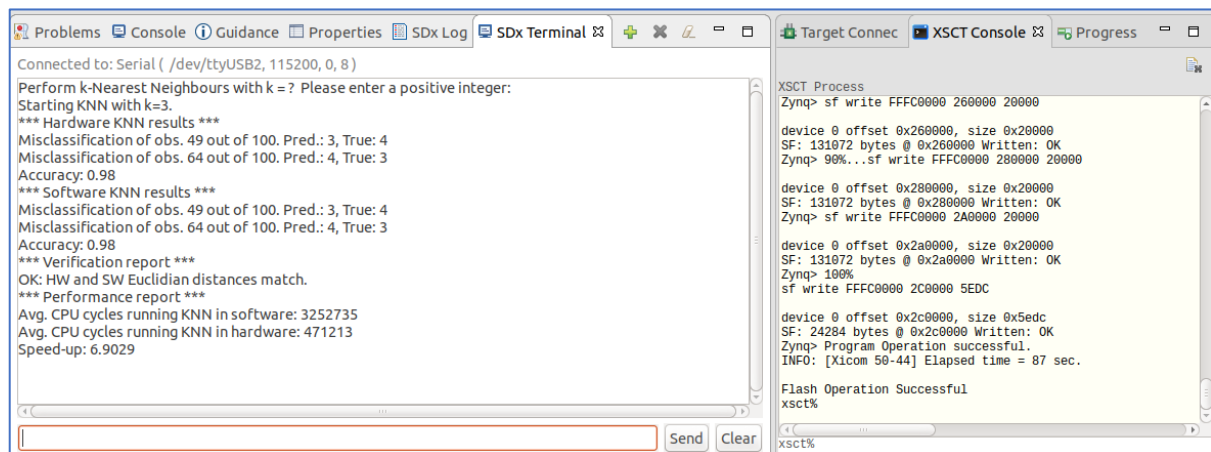 Problems Console Guidance Properties SDx Log SDx Terminal
Connected to: Serial ( /dev/ttyUSB2, 115200, 0, 8 )
Perform k-Nearest Neighbours with k = ? Please enter a positive integer:
Starting KNN with k=3.
*** Hardware KNN results ***
Misclassification of obs. 49 out of 100. Pred.: 3, True: 4
Misclassification of obs. 64 out of 100. Pred.: 4, True: 3
Accuracy: 0.98
*** Software KNN results ***
Misclassification of obs. 49 out of 100. Pred.: 3, True: 4
Misclassification of obs. 64 out of 100. Pred.: 4, True: 3
Accuracy: 0.98
*** Verification report ***
OK: HW and SW Euclidian distances match.
*** Performance report ***
Avg. CPU cycles running KNN in software: 3252735
Avg. CPU cycles running KNN in hardware: 471213
Speed-up: 6.9029
Send Clear
Target Connec XSCT Console Progress
XSCT Process
Zynq> sf write FFFC0000 260000 20000
device 0 offset 0x260000, size 0x20000
SF: 131072 bytes @ 0x260000 Written: OK
Zynq> 90%...sf write FFFC0000 280000 20000
device 0 offset 0x280000, size 0x20000
SF: 131072 bytes @ 0x280000 Written: OK
Zynq> sf write FFFC0000 2A0000 20000
device 0 offset 0x2a0000, size 0x20000
SF: 131072 bytes @ 0x2a0000 Written: OK
Zynq> 100%
sf write FFFC0000 2C0000 5EDC
device 0 offset 0x2c0000, size 0x5edc
SF: 24284 bytes @ 0x2c0000 Written: OK
Zynq> Program Operation successful.
INFO: [Xicom 50-44] Elapsed time = 87 sec.
Flash Operation Successful
xsct%
xsct%